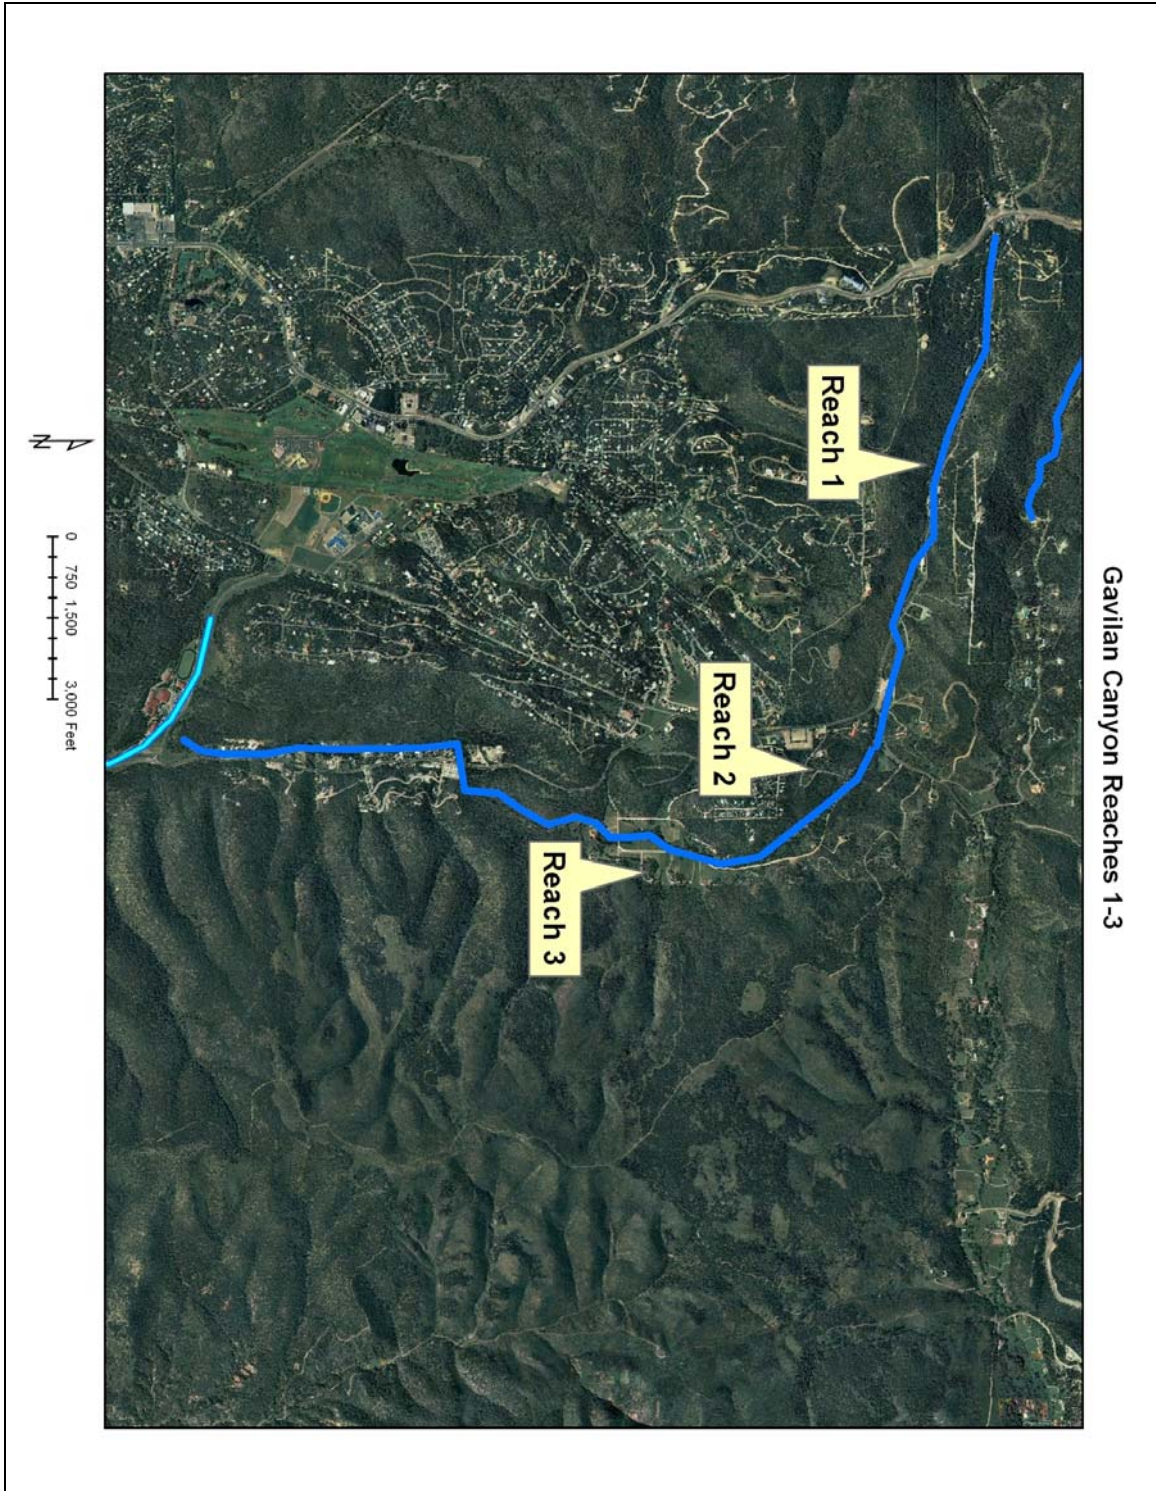 Gavilan Canyon Reaches 1-3
Reach 1
Reach 2
Reach 3
N
0 750 1,500 3,000 Feet